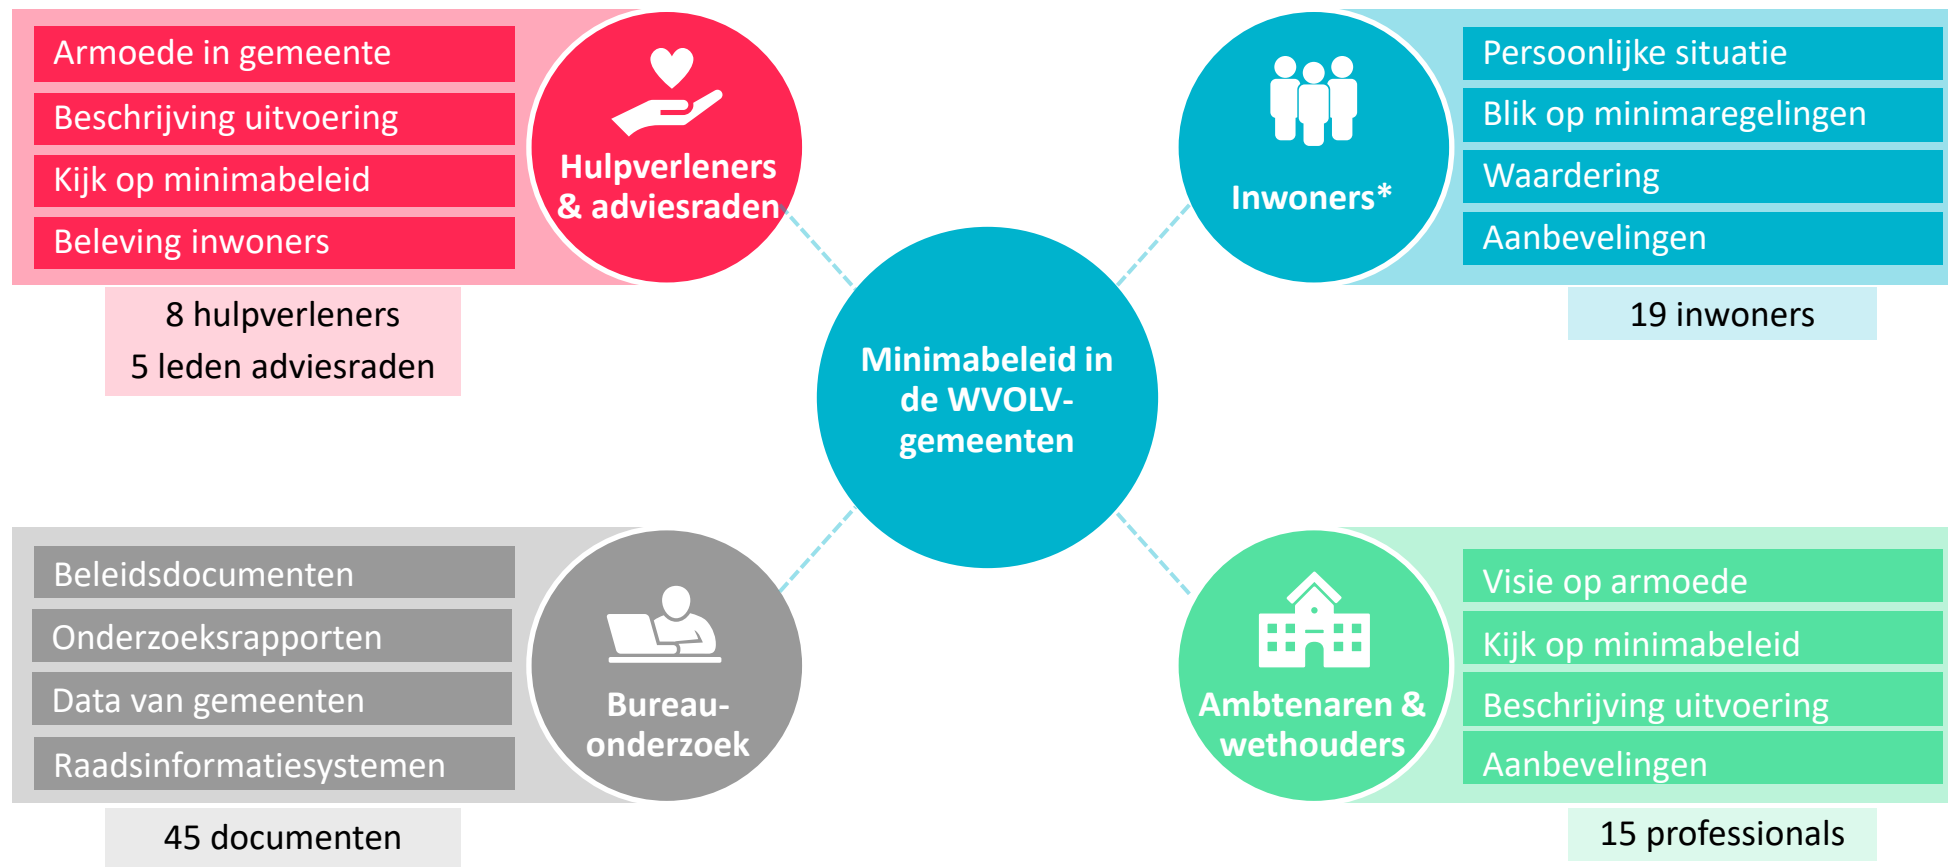 Armoede in gemeente
Beschrijving uitvoering
Kijk op minimabeleid
Beleving inwoners
Hulpverleners
& adviesraden
8 hulpverleners
5 leden adviesraden
Inwoners*
Persoonlijke situatie
Blik op minimaregelingen
Waardering
Aanbevelingen
19 inwoners
Minimabeleid in
de WVOLV-
gemeenten
Beleidsdocumenten
Onderzoeksrapporten
Data van gemeenten
Raadsinformatiesystemen
Bureau-
onderzoek
45 documenten
Ambtenaren &
wethouders
Visie op armoede
Kijk op minimabeleid
Beschrijving uitvoering
Aanbevelingen
15 professionals